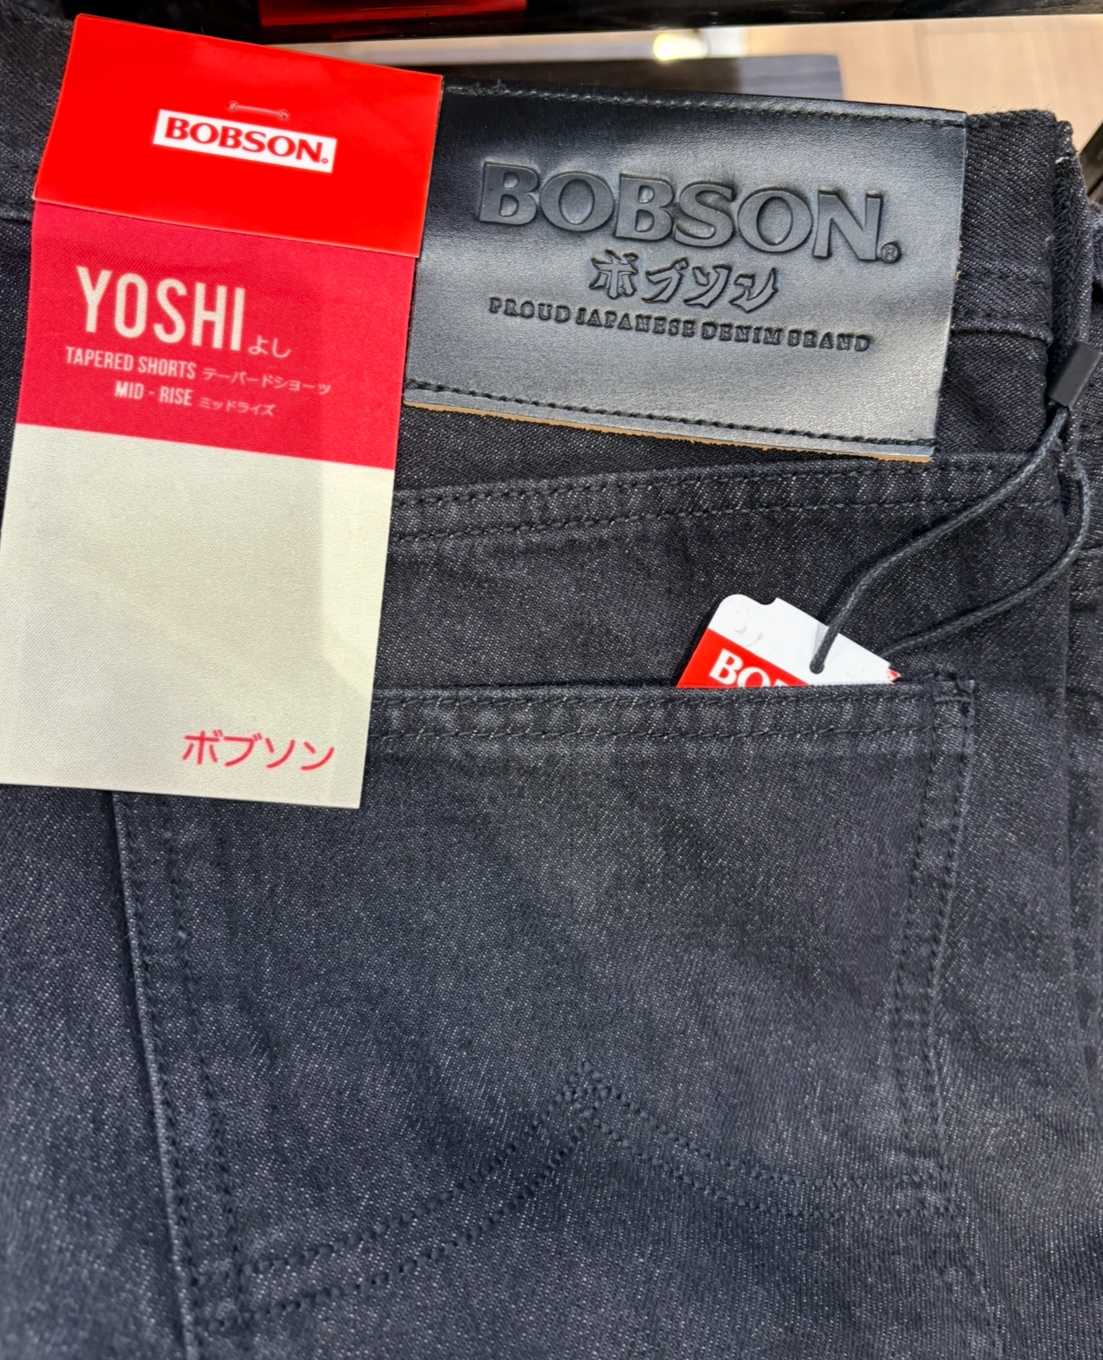 BOBSON.
YOSHI よし
TAPERED SHORTS テーパードショーツ
MID - RISE ミッドライズ
ボブソン
BOBSON®
ボブソン
PROUD JAPANESE DENIM BRAND